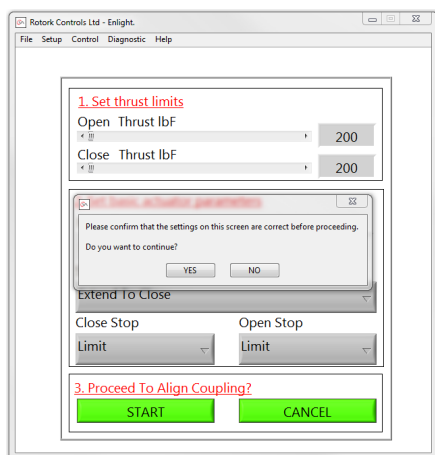 Rotork Controls Ltd - Enlight.
File Setup Control Diagnostic Help
1. Set thrust limits
Open Thrust lbF
200
Close Thrust lbF
200
Please confirm that the settings on this screen are correct before proceeding.
Do you want to continue?
YES NO
Extend To Close
Close Stop Open Stop
Limit Limit
3. Proceed To Align Coupling?
START CANCEL